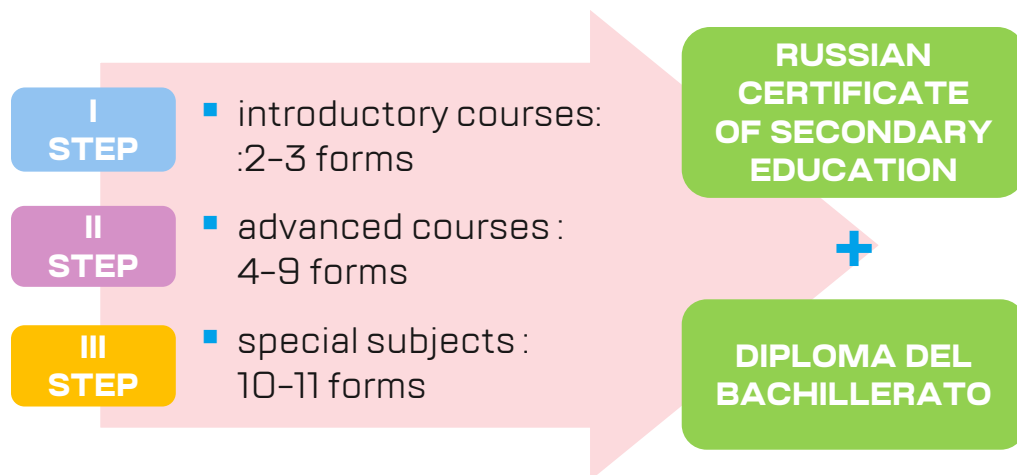 I
STEP
introductory courses:
:2–3 forms
II
STEP
advanced courses :
4–9 forms
III
STEP
special subjects :
10–11 forms
RUSSIAN
CERTIFICATE
OF SECONDARY
EDUCATION
+
DIPLOMA DEL
BACHILLERATO